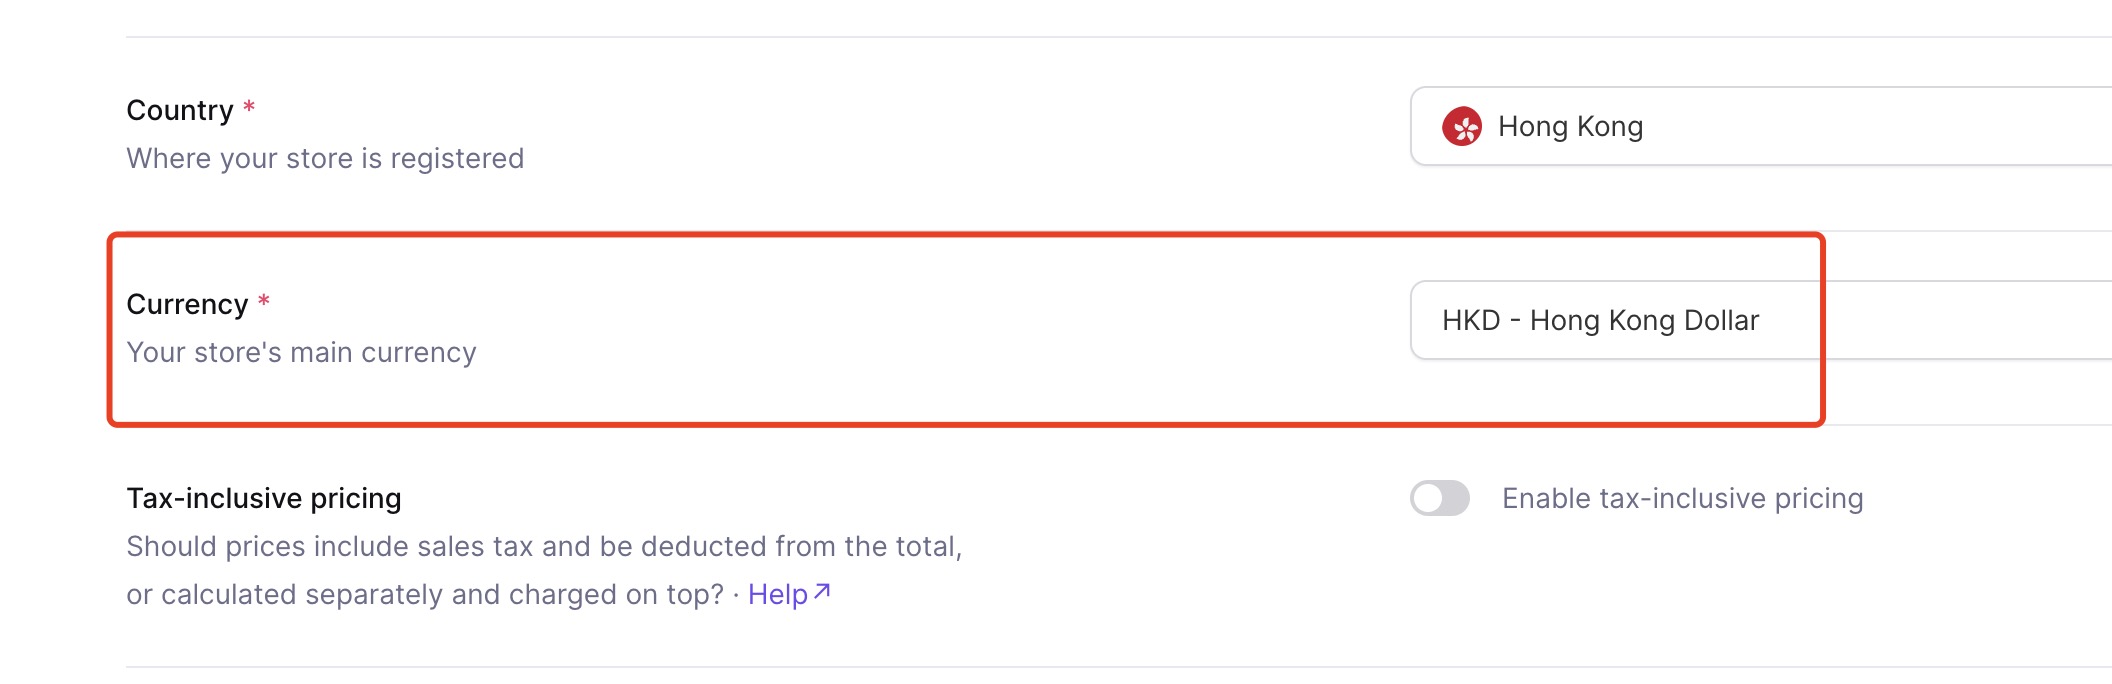 Country *
Hong Kong
Where your store is registered
Currency *
HKD - Hong Kong Dollar
Your store's main currency
Tax-inclusive pricing
Enable tax-inclusive pricing
Should prices include sales tax and be deducted from the total,
or calculated separately and charged on top? · Help↗